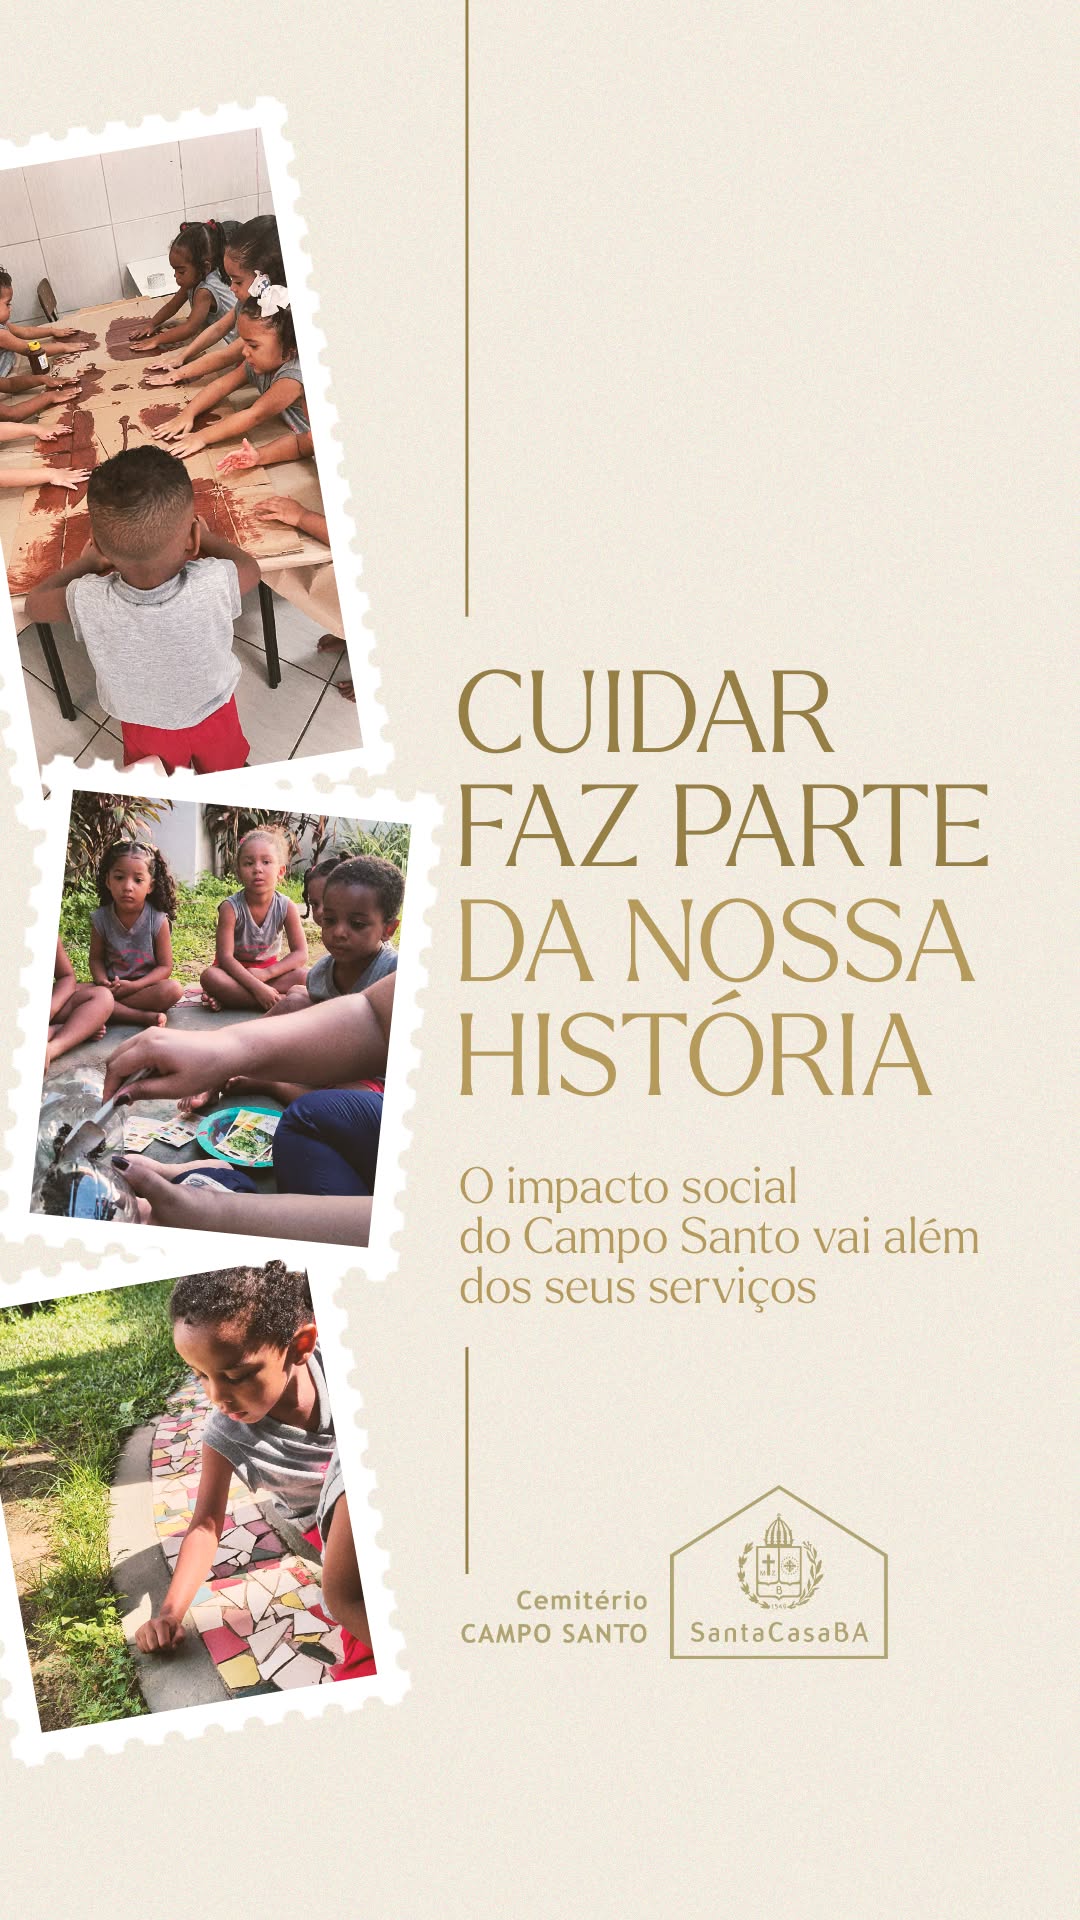 CUIDAR
FAZ PARTE
DA NOSSA
HISTÓRIA
O impacto social
do Campo Santo vai além
dos seus serviços
Cemitério
CAMPO SANTO
M Z
B
1549
SantaCasaBA